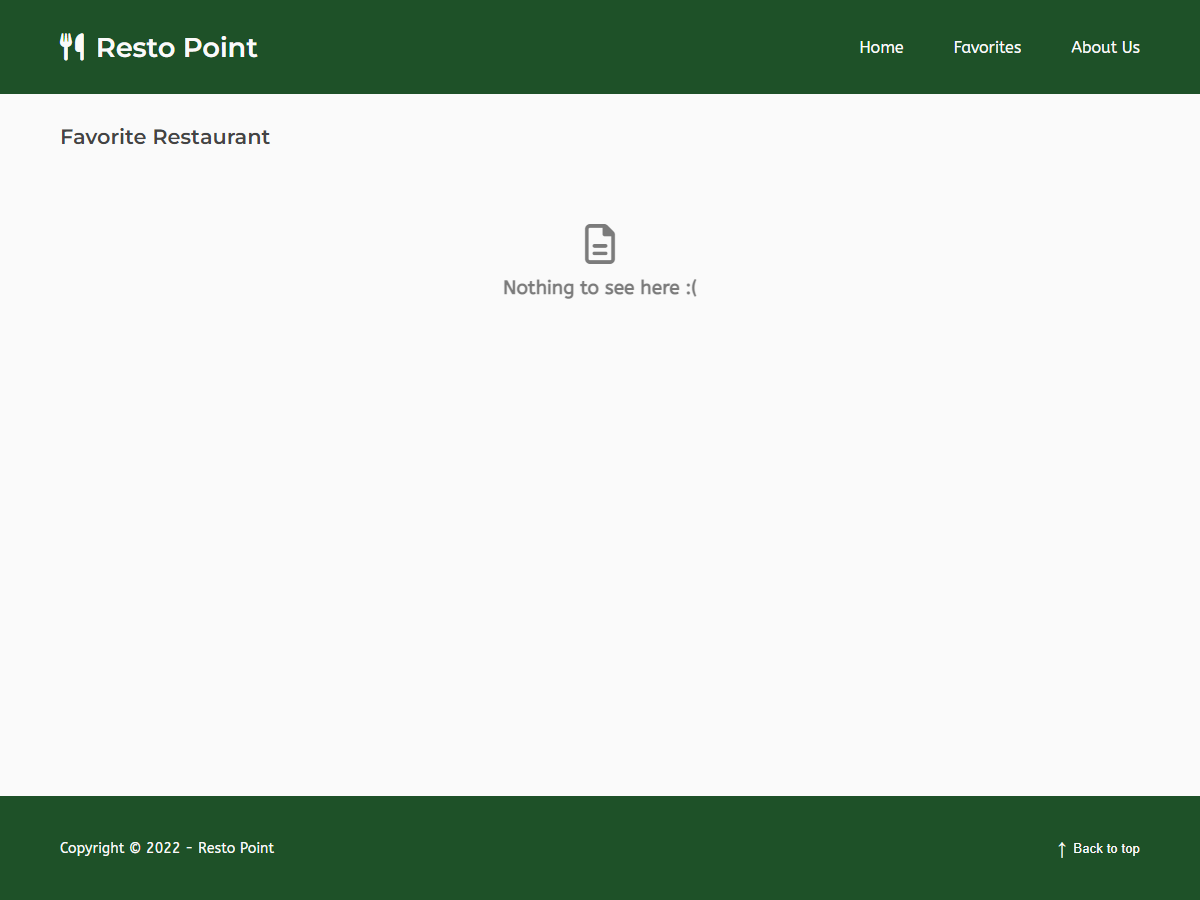 Resto Point
Home
Favorites
About Us
Favorite Restaurant
Nothing to see here :(
Copyright © 2022 - Resto Point
↑ Back to top